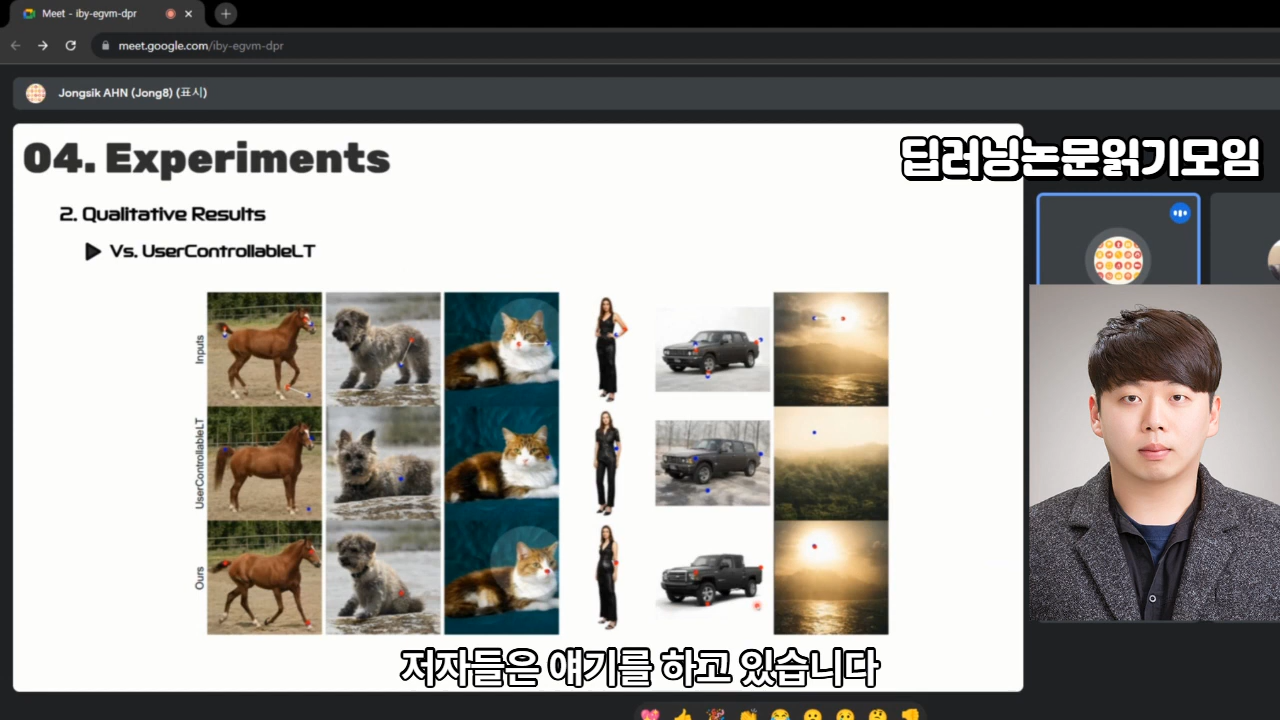 Meet - iby-egvm-dpr
meet.google.com/iby-egvm-dpr
Jongsik AHN (Jong8) (표시)
04. Experiments
딥러닝논문읽기모임
2. Qualitative Results
Vs. UserControllableLT
Inputs
UserControllableLT
Ours
저자들은 얘기를 하고 있습니다